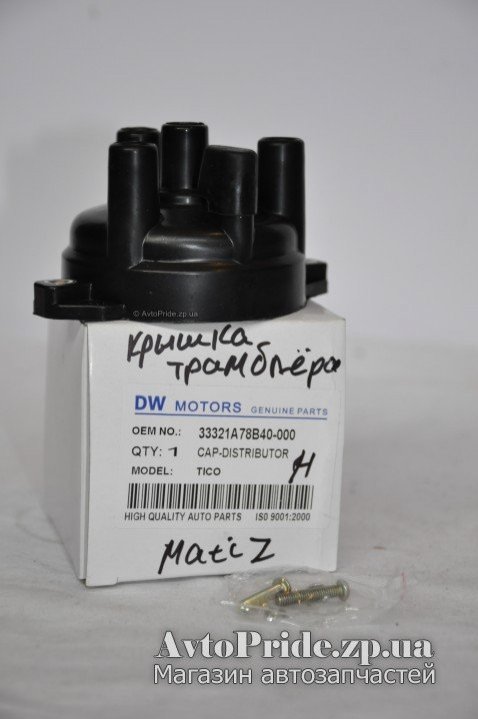 © AvtoPride.zp.ua
крышка
трамблёра
DW MOTORS GENUINE PARTS
OEM NO.: 33321A78B40-000
QTY: 1 CAP-DISTRIBUTOR
MODEL: TICO
H
HIGH QUALITY AUTO PARTS ISO 9001:2000
Matiz
AvtoPride.zp.ua
Магазин автозапчастей